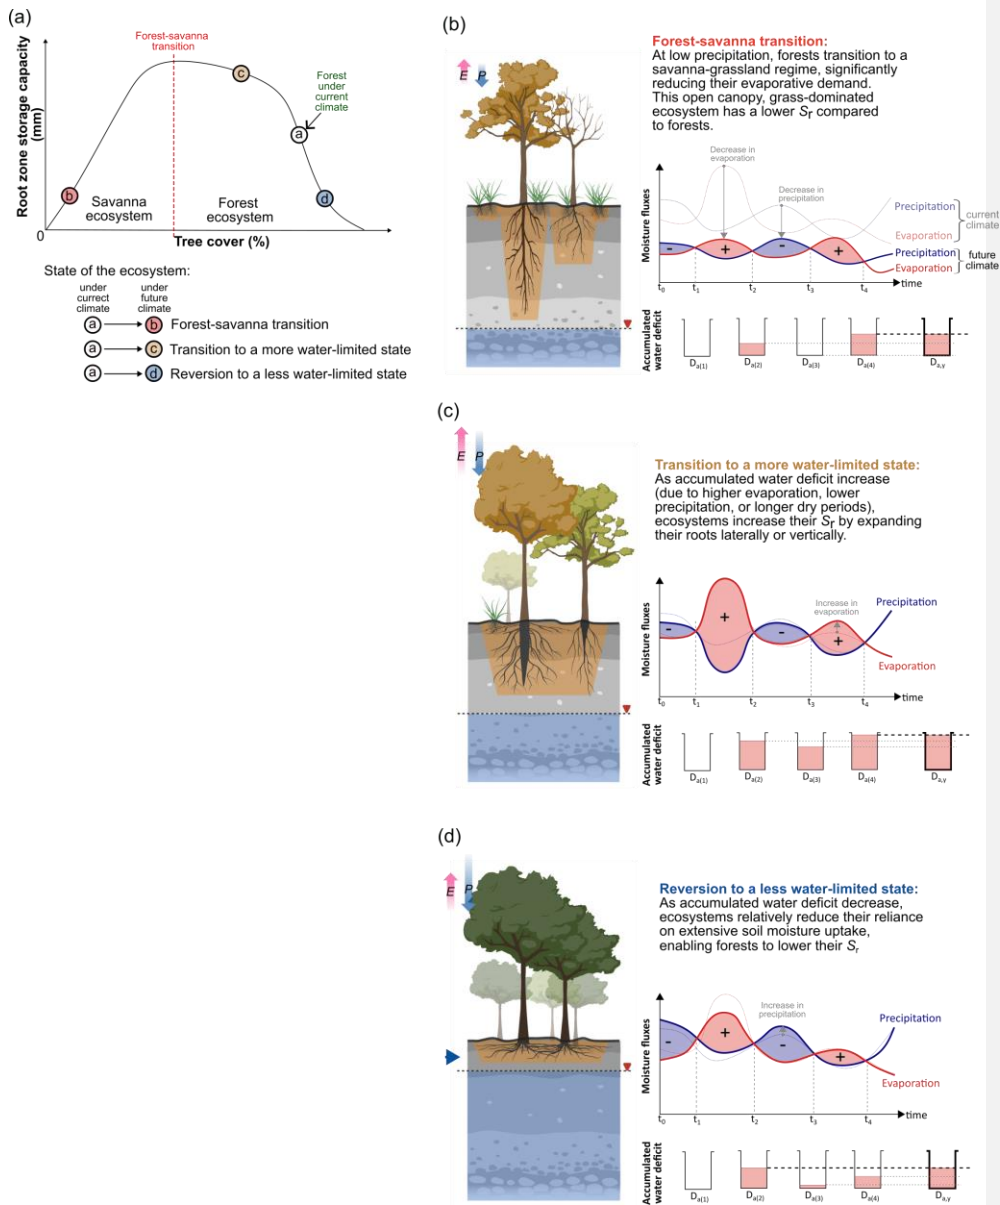 (a)
Forest-savanna
transition
Root zone storage capacity
(mm)
c
Forest
under
current
climate
a
b
d
Savanna
ecosystem
Forest
ecosystem
0
Tree cover (%)
State of the ecosystem:
under
currect
climate
under
future
climate
a b Forest-savanna transition
a c Transition to a more water-limited state
a d Reversion to a less water-limited state
(b)
E P
Forest-savanna transition:
At low precipitation, forests transition to a
savanna-grassland regime, significantly
reducing their evaporative demand.
This open canopy, grass-dominated
ecosystem has a lower Sr compared
to forests.
Moisture fluxes
Decrease in
evaporation
Decrease in
precipitation
Precipitation
Evaporation
current
climate
Precipitation
Evaporation
future
climate
- + - +
t0 t1 t2 t3 t4 time
Accumulated
water deficit
Da(1) Da(2) Da(3) Da(4) Da,y
(c)
E P
Transition to a more water-limited state:
As accumulated water deficit increase
(due to higher evaporation, lower
precipitation, or longer dry periods),
ecosystems increase their Sr by expanding
their roots laterally or vertically.
Moisture fluxes
Increase in
evaporation
Precipitation
Evaporation
- + - +
t0 t1 t2 t3 t4 time
Accumulated
water deficit
Da(1) Da(2) Da(3) Da(4) Da,y
(d)
E P
Reversion to a less water-limited state:
As accumulated water deficit decrease,
ecosystems relatively reduce their reliance
on extensive soil moisture uptake,
enabling forests to lower their Sr
Moisture fluxes
Increase in
precipitation
Precipitation
Evaporation
- + - +
t0 t1 t2 t3 t4 time
Accumulated
water deficit
Da(1) Da(2) Da(3) Da(4) Da,y